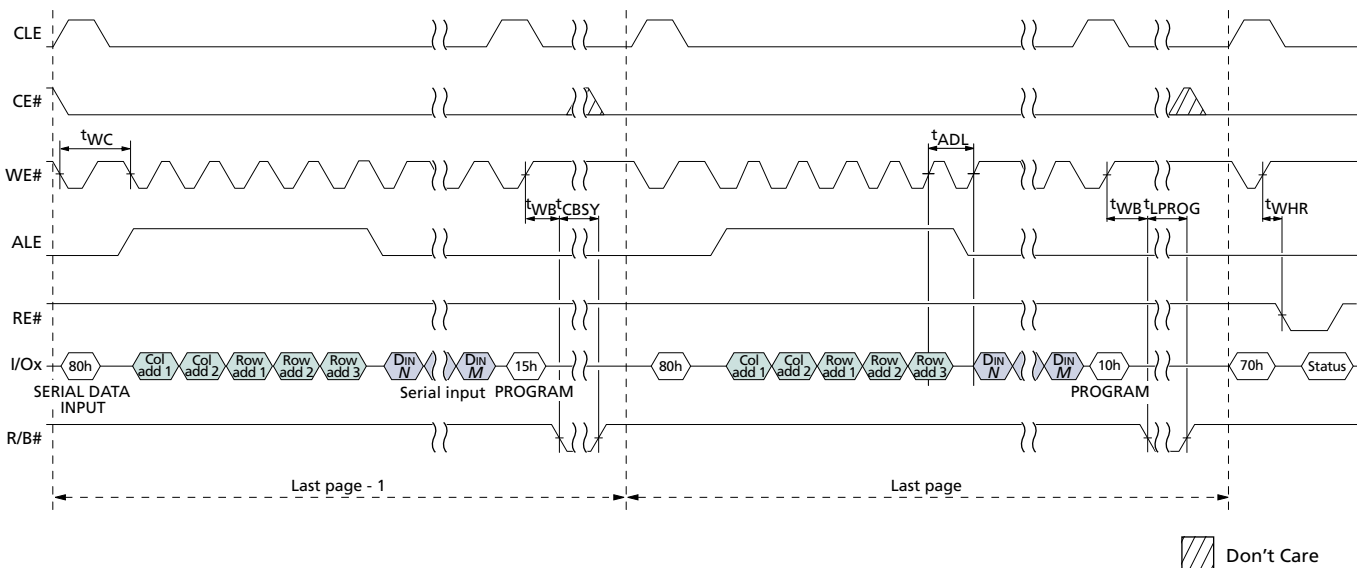 CLE
CE#
tWC
tADL
WE#
tWB tCBSY
tWB tLPROG
tWHR
ALE
RE#
I/Ox
80h
Col add 1
Col add 2
Row add 1
Row add 2
Row add 3
DIN N
DIN M
15h
80h
Col add 1
Col add 2
Row add 1
Row add 2
Row add 3
DIN N
DIN M
10h
70h
Status
SERIAL DATA
INPUT
Serial input
PROGRAM
PROGRAM
R/B#
Last page - 1
Last page
Don't Care